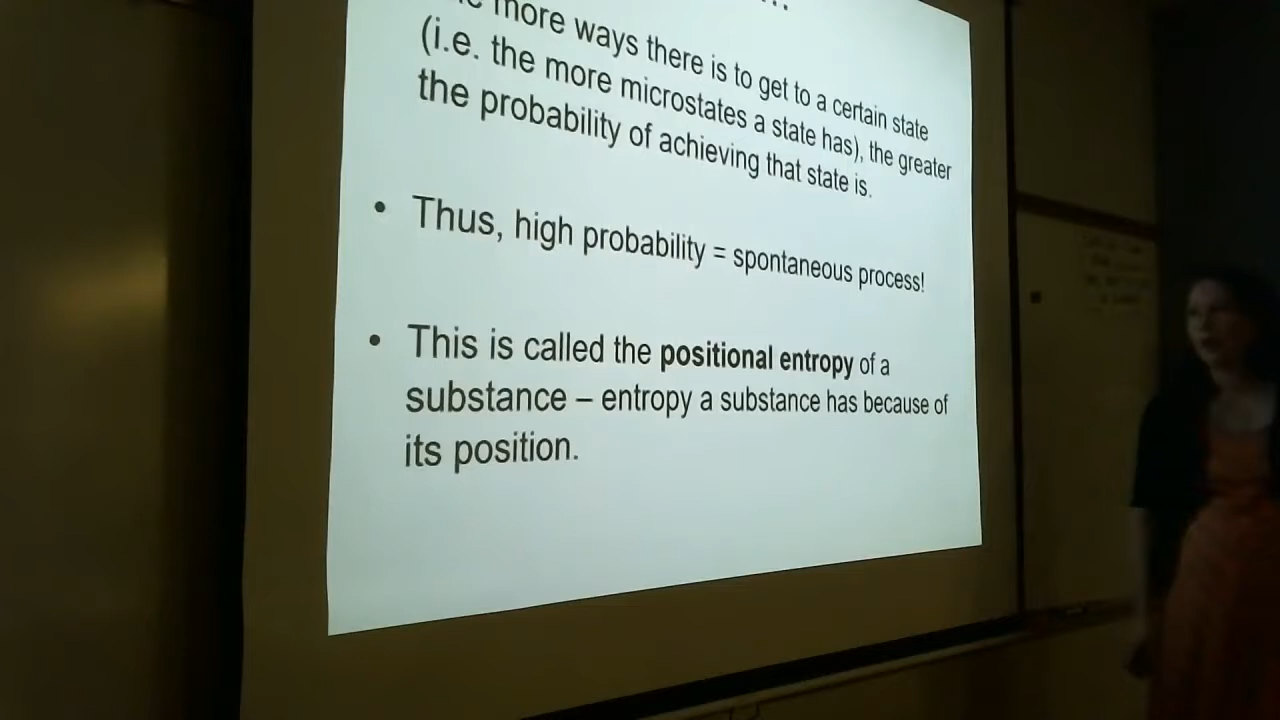 more ways there is to get to a certain state
(i.e. the more microstates a state has), the greater
the probability of achieving that state is.
• Thus, high probability = spontaneous process!
• This is called the positional entropy of a
substance – entropy a substance has because of
its position.